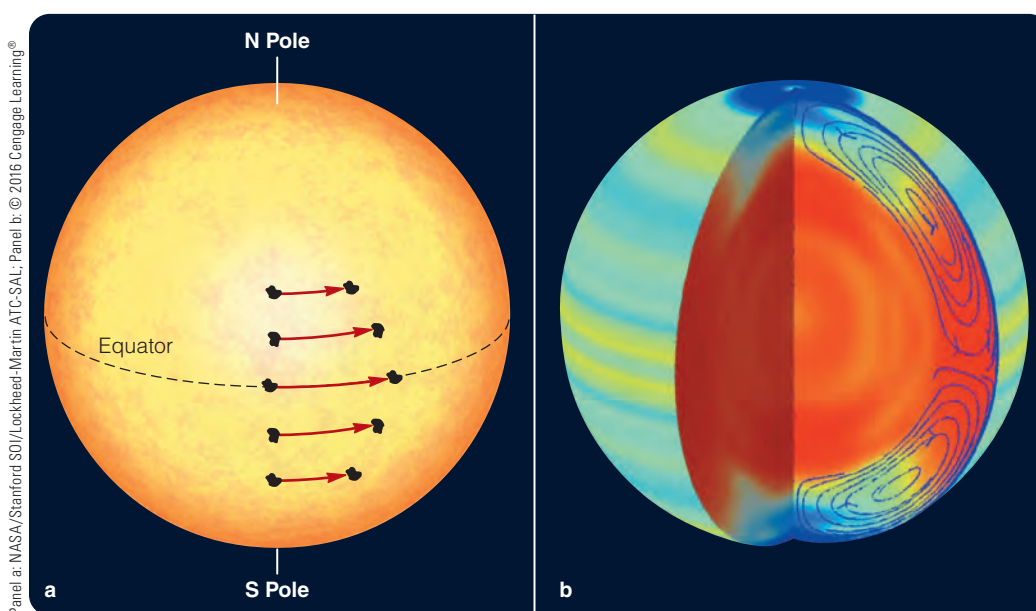 Panel a: NASA/Stanford SOI/Lockheed-Martin ATC-SAL; Panel b: © 2016 Cengage Learning®
N Pole
Equator
a
S Pole
b